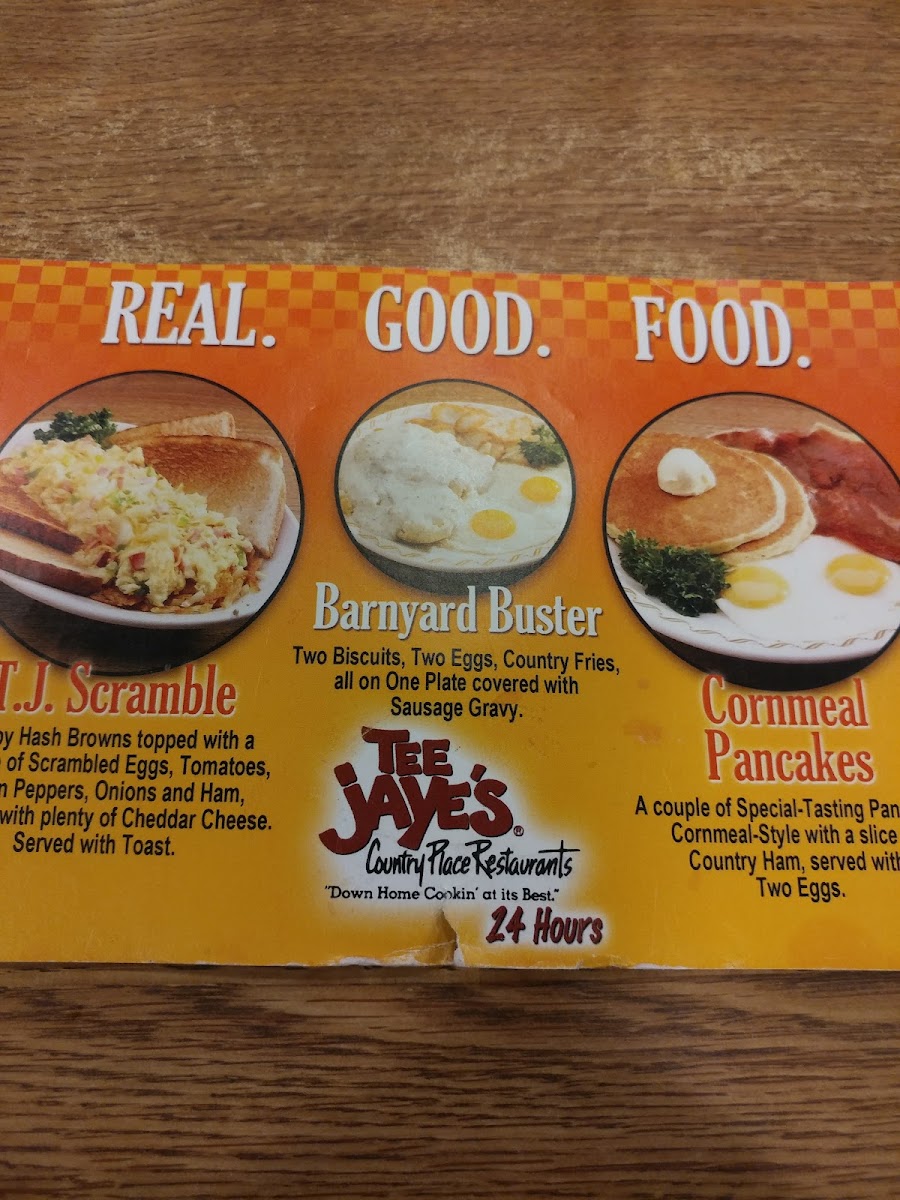 REAL. GOOD. FOOD.
T.J. Scramble
Hash Browns topped with a
of Scrambled Eggs, Tomatoes,
Peppers, Onions and Ham,
with plenty of Cheddar Cheese.
Served with Toast.
Barnyard Buster
Two Biscuits, Two Eggs, Country Fries,
all on One Plate covered with
Sausage Gravy.
TEE
JAYE'S®
Country Place Restaurants
"Down Home Cookin' at its Best."
24 Hours
Cornmeal
Pancakes
A couple of Special-Tasting Pan
Cornmeal-Style with a slice
Country Ham, served with
Two Eggs.